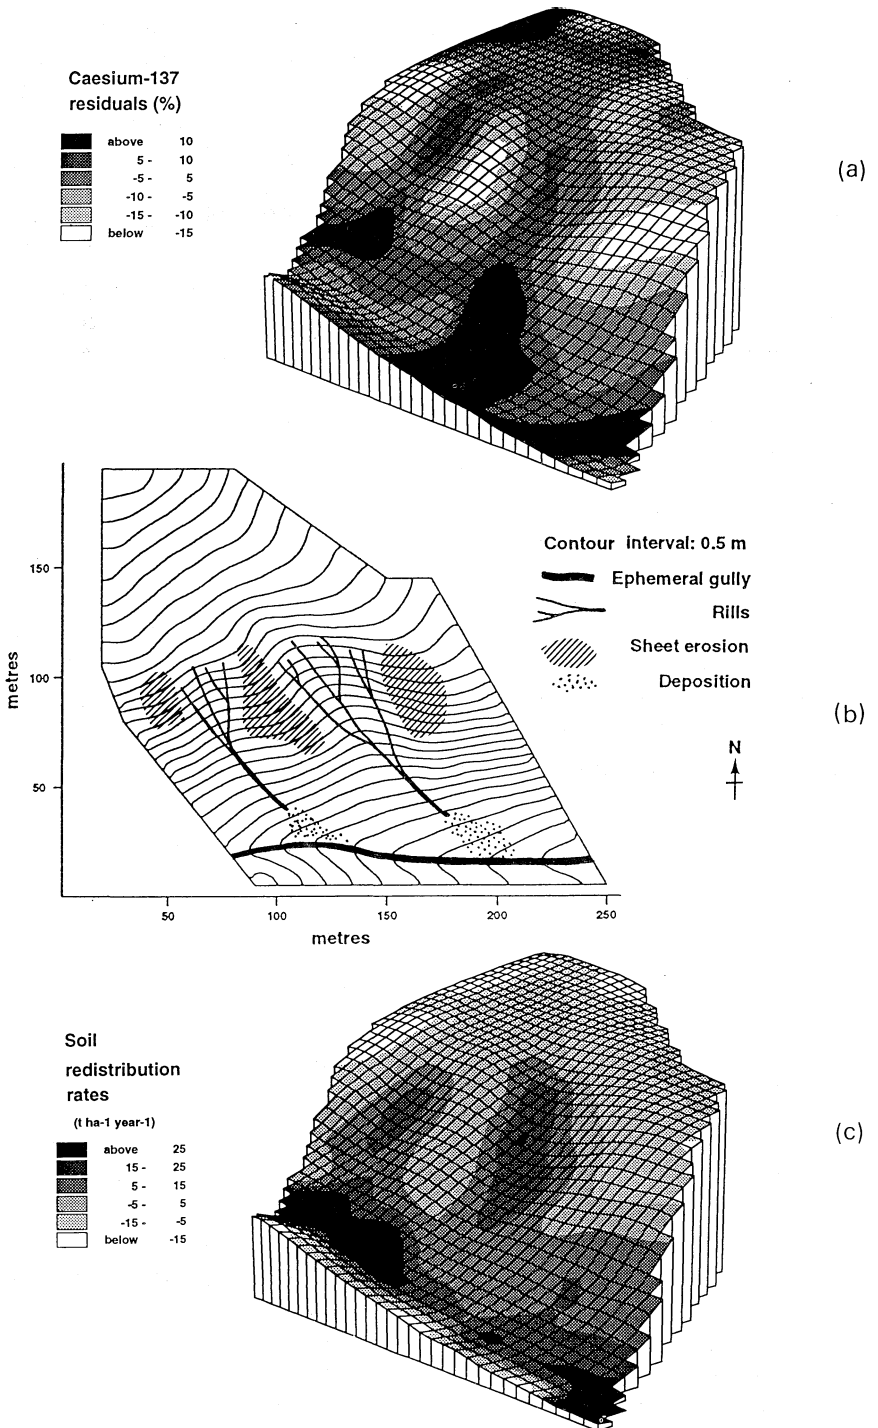 Caesium-137
residuals (%)
above 10
5 - 10
-5 - 5
-10 - -5
-15 - -10
below -15
(a)
150
100
50
metres
50 100 150 200 250
metres
Contour interval: 0.5 m
Ephemeral gully
Rills
Sheet erosion
Deposition
N
(b)
Soil
redistribution
rates
(t ha-1 year-1)
above 25
15 - 25
5 - 15
-5 - 5
-15 - -5
below -15
(c)